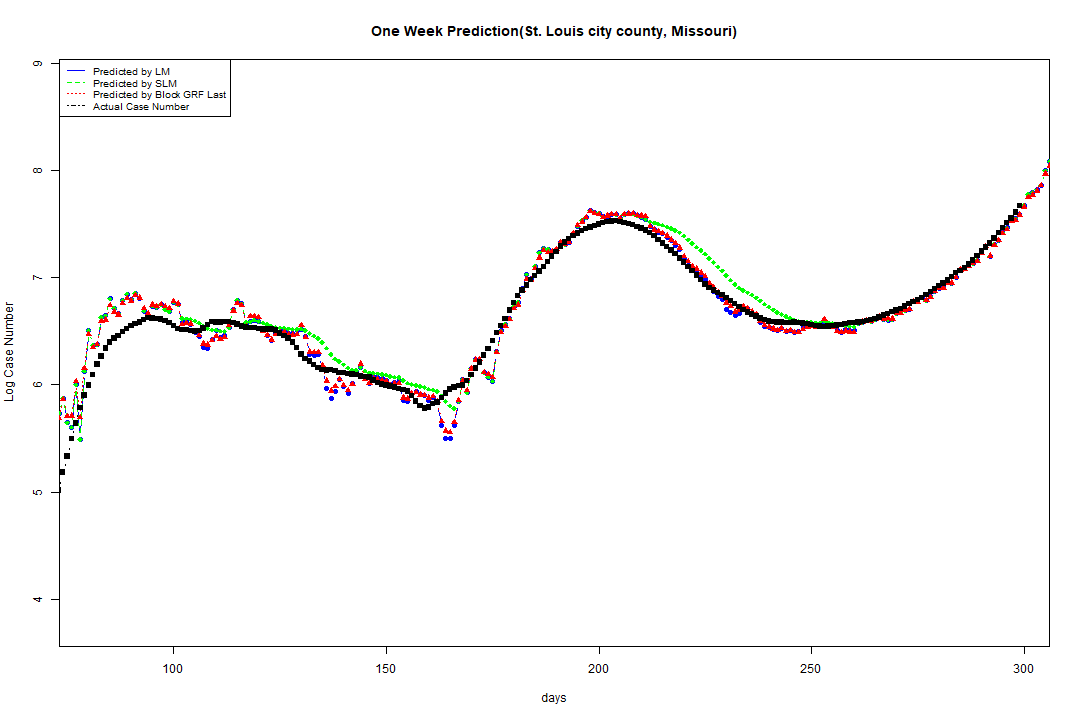 One Week Prediction(St. Louis city county, Missouri)
Predicted by LM
Predicted by SLM
Predicted by Block GRF Last
Actual Case Number
9
8
7
6
5
4
Log Case Number
100 150 200 250 300
days